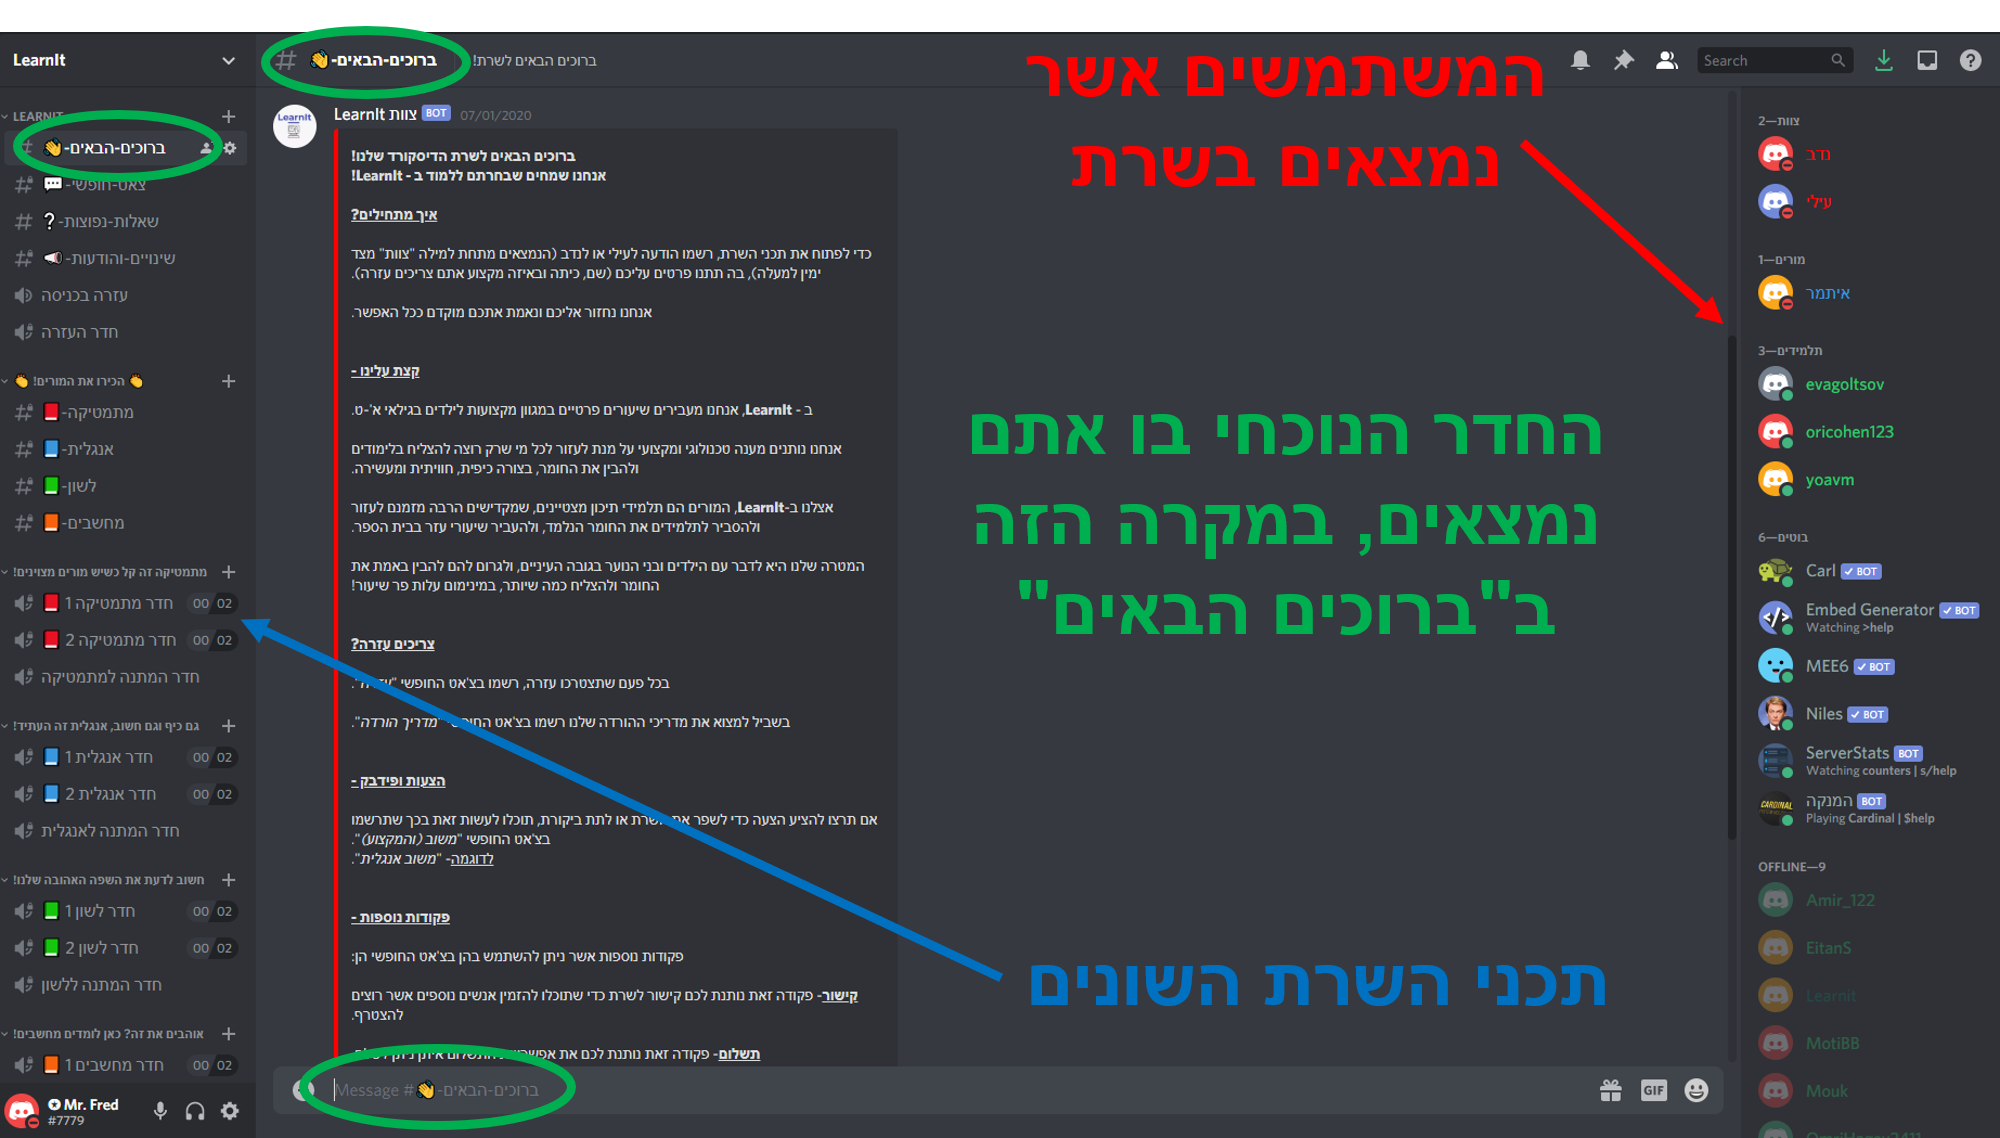 LearnIt
LEARNIT
ברוכים-הבאים-👋
צאט-חופשי-💬
שאלות-נפוצות-❓
שינויים-והודעות-📢
עזרה בכניסה
חדר העזרה
👏 הכירו את המורים! 👏
מתמטיקה-📕
אנגלית-📘
לשון-📗
מחשבים-📙
מתמטיקה זה קל כשיש מורים מצוינים!
חדר מתמטיקה 1 📕 00 02
חדר מתמטיקה 2 📕 00 02
חדר המתנה למתמטיקה
גם כיף וגם חשוב, אנגלית זה העתיד!
חדר אנגלית 1 📘 00 02
חדר אנגלית 2 📘 00 02
חדר המתנה לאנגלית
חשוב לדעת את השפה האהובה שלנו!
חדר לשון 1 📗 00 02
חדר לשון 2 📗 00 02
חדר המתנה ללשון
אוהבים את זה? כאן לומדים מחשבים!
חדר מחשבים 1 📙 00 02
Mr. Fred
#7779
# ברוכים-הבאים-👋
ברוכים הבאים לשרת!
Search
LearnIt
צוות LearnIt BOT 07/01/2020
ברוכים הבאים לשרת הדיסקורד שלנו!
אנחנו שמחים שבחרתם ללמוד ב - LearnIt!
איך מתחילים?
כדי לפתוח את תכני השרת, רשמו הודעה לעילי או לנדב (הנמצאים מתחת למילה "צוות" מצד
ימין למעלה), בה תתנו פרטים עליכם (שם, כיתה ובאיזה מקצוע אתם צריכים עזרה).
אנחנו נחזור אליכם ונאמת אתכם מוקדם ככל האפשר.
קצת עלינו -
ב - LearnIt, אנחנו מעבירים שיעורים פרטיים במגוון מקצועות לילדים בגילאי א'-ט.
אנחנו נותנים מענה טכנולוגי ומקצועי על מנת לעזור לכל מי שרק רוצה להצליח בלימודים
ולהבין את החומר, בצורה כיפית, חוויתית ומעשירה.
אצלנו ב-LearnIt, המורים הם תלמידי תיכון מצטיינים, שמקדישים הרבה מזמנם לעזור
ולהסביר לתלמידים את החומר הנלמד, ולהעביר שיעורי עזר בבית הספר.
המטרה שלנו היא לדבר עם הילדים ובני הנוער בגובה העיניים, ולגרום להם להבין באמת את
החומר ולהצליח כמה שיותר, במינימום עלות פר שיעור!
צריכים עזרה?
בכל פעם שתצטרכו עזרה, רשמו בצ'אט החופשי
בשביל למצוא את מדריכי ההורדה שלנו רשמו בצ'אט "מדריך הורדה".
הצעות ופידבק -
אם תרצו להציע הצעה כדי לשפר את השרת או לתת ביקורת, תוכלו לעשות זאת בכך שתרשמו
בצ'אט החופשי "משוב (והמקצוע)".
לדוגמה- "משוב אנגלית".
פקודות נוספות -
פקודות נוספות אשר ניתן להשתמש בהן בצ'אט החופשי הן:
קישור- פקודה זאת נותנת לכם קישור לשרת כדי שתוכלו להזמין אנשים נוספים אשר רוצים
להצטרף.
תשלום- פקודה זאת נותנת לכם את
Message #ברוכים-הבאים-👋
GIF
המשתמשים אשר
נמצאים בשרת
החדר הנוכחי בו אתם
נמצאים, במקרה הזה
ב"ברוכים הבאים"
תכני השרת השונים
צוות—2
נדב
עילי
מורים—1
איתמר
תלמידים—3
evagoltsov
oricohen123
yoavm
בוטים—6
Carl BOT
Embed Generator BOT
Watching >help
MEE6 BOT
Niles BOT
ServerStats BOT
Watching counters | s/help
CARDINAL
המנקה BOT
Playing Cardinal | $help
OFFLINE—9
Amir_122
EitanS
Learnit
MotiBB
Mouk